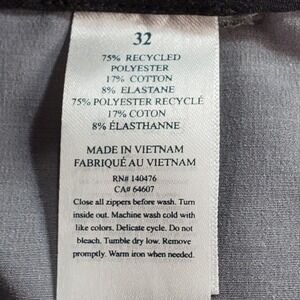 32
75% RECYCLED
POLYESTER
17% COTTON
8% ELASTANE
75% POLYESTER RECYCLÉ
17% COTON
8% ÉLASTHANNE
MADE IN VIETNAM
FABRIQUÉ AU VIETNAM
RN# 140476
CA# 64607
Close all zippers before wash. Turn
inside out. Machine wash cold with
like colors. Delicate cycle. Do not
bleach. Tumble dry low. Remove
promptly. Warm iron when needed.